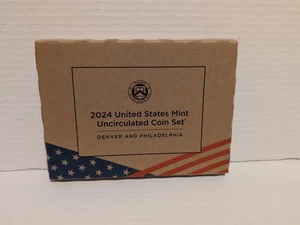 2024 United States Mint
Uncirculated Coin Set®
DENVER AND PHILADELPHIA